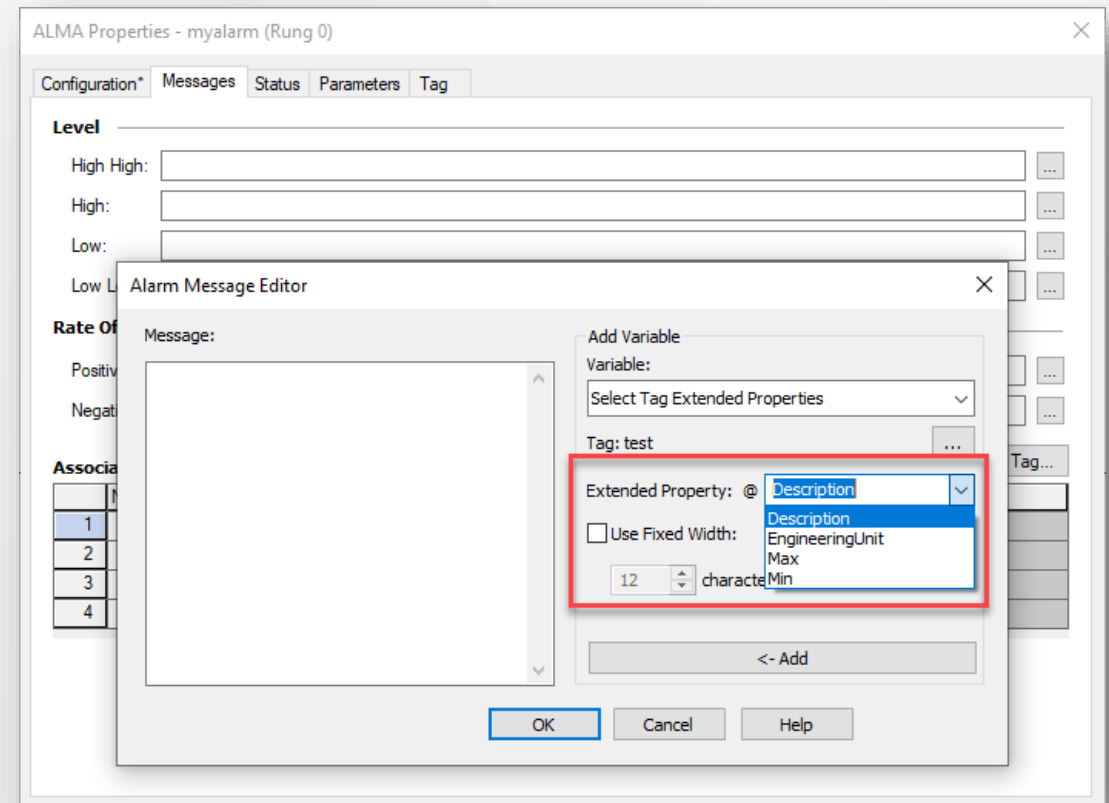 ALMA Properties - myalarm (Rung 0)
Configuration* Messages Status Parameters Tag
Level
High High: ...
High: ...
Low: ...
Low L ...
Alarm Message Editor
Rate Of
Message:
Add Variable
Variable:
Positiv ...
Select Tag Extended Properties
Negati ...
Tag: test ...
Associa Tag...
Extended Property: @ Description
N
1
Description
2
Use Fixed Width:
EngineeringUnit
Max
3
12 characte
Min
4
<- Add
OK Cancel Help